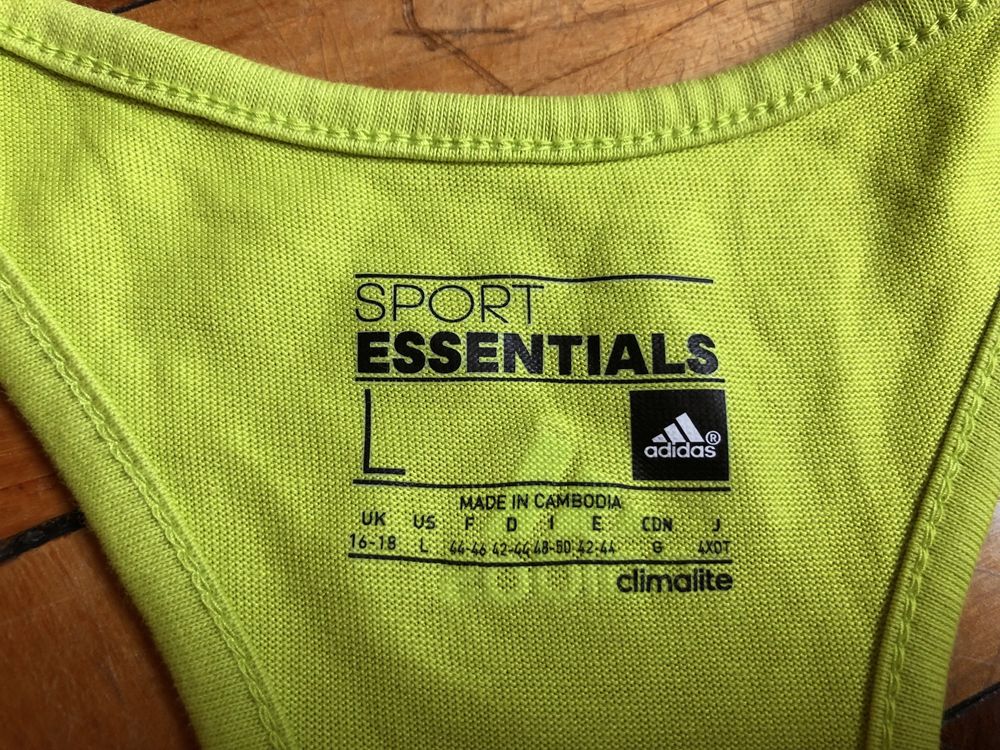 SPORT
ESSENTIALS
L
adidas®
MADE IN CAMBODIA
UK US F D I E CDN J
16-18 L 44-46 42-44 48-50 42-44 G 4XOT
climalite